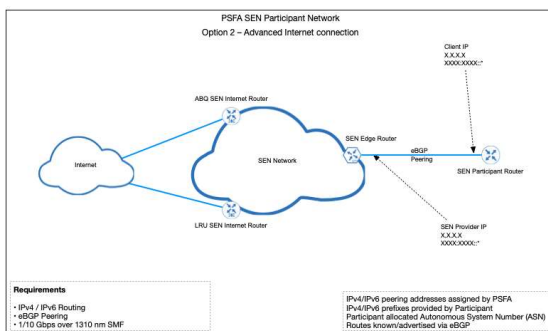 PSFA SEN Participant Network
Option 2 – Advanced Internet connection
Client IP
X.X.X.X
XXXX:XXXX::*
ABQ SEN Internet Router
SEN Edge Router
Internet
SEN Network
eBGP
Peering
SEN Participant Router
LRU SEN Internet Router
SEN Provider IP
X.X.X.X
XXXX:XXXX::*
Requirements
• IPv4 / IPv6 Routing
• eBGP Peering
• 1/10 Gbps over 1310 nm SMF
IPv4/IPv6 peering addresses assigned by PSFA
IPv4/IPv6 prefixes provided by Participant
Participant allocated Autonomous System Number (ASN)
Routes known/advertised via eBGP